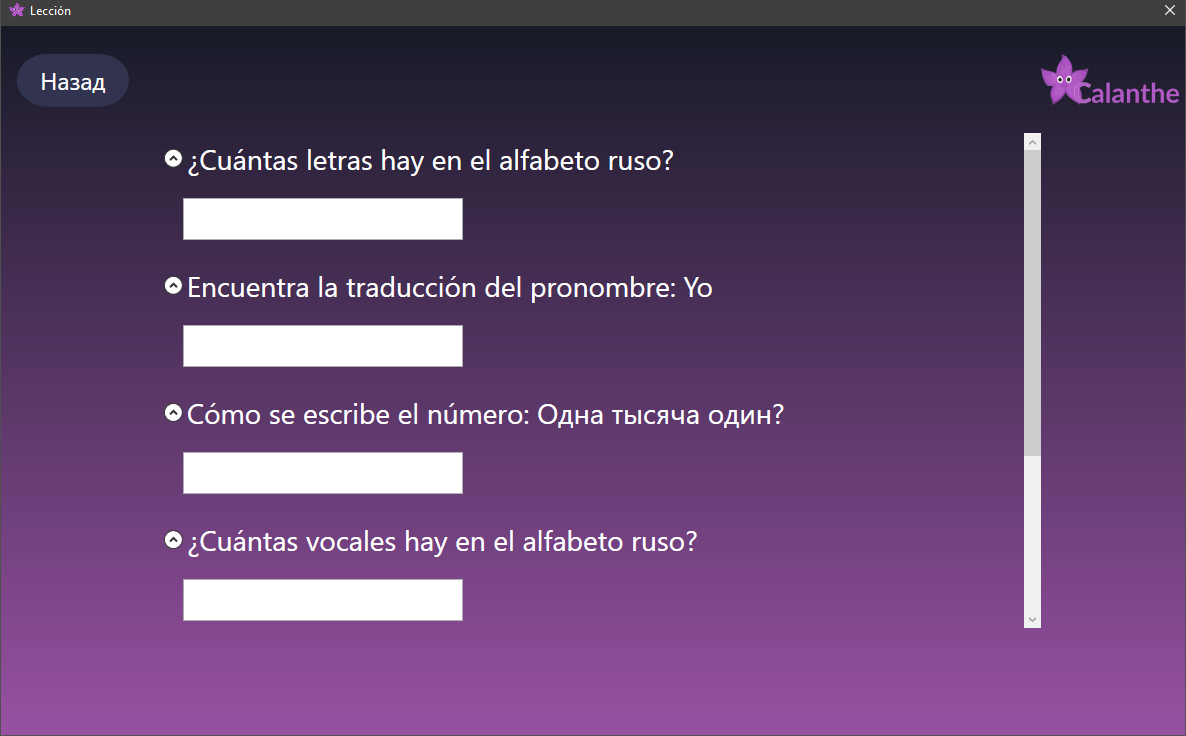 Lección
Назад
Calanthe
¿Cuántas letras hay en el alfabeto ruso?
Encuentra la traducción del pronombre: Yo
Cómo se escribe el número: Одна тысяча один?
¿Cuántas vocales hay en el alfabeto ruso?